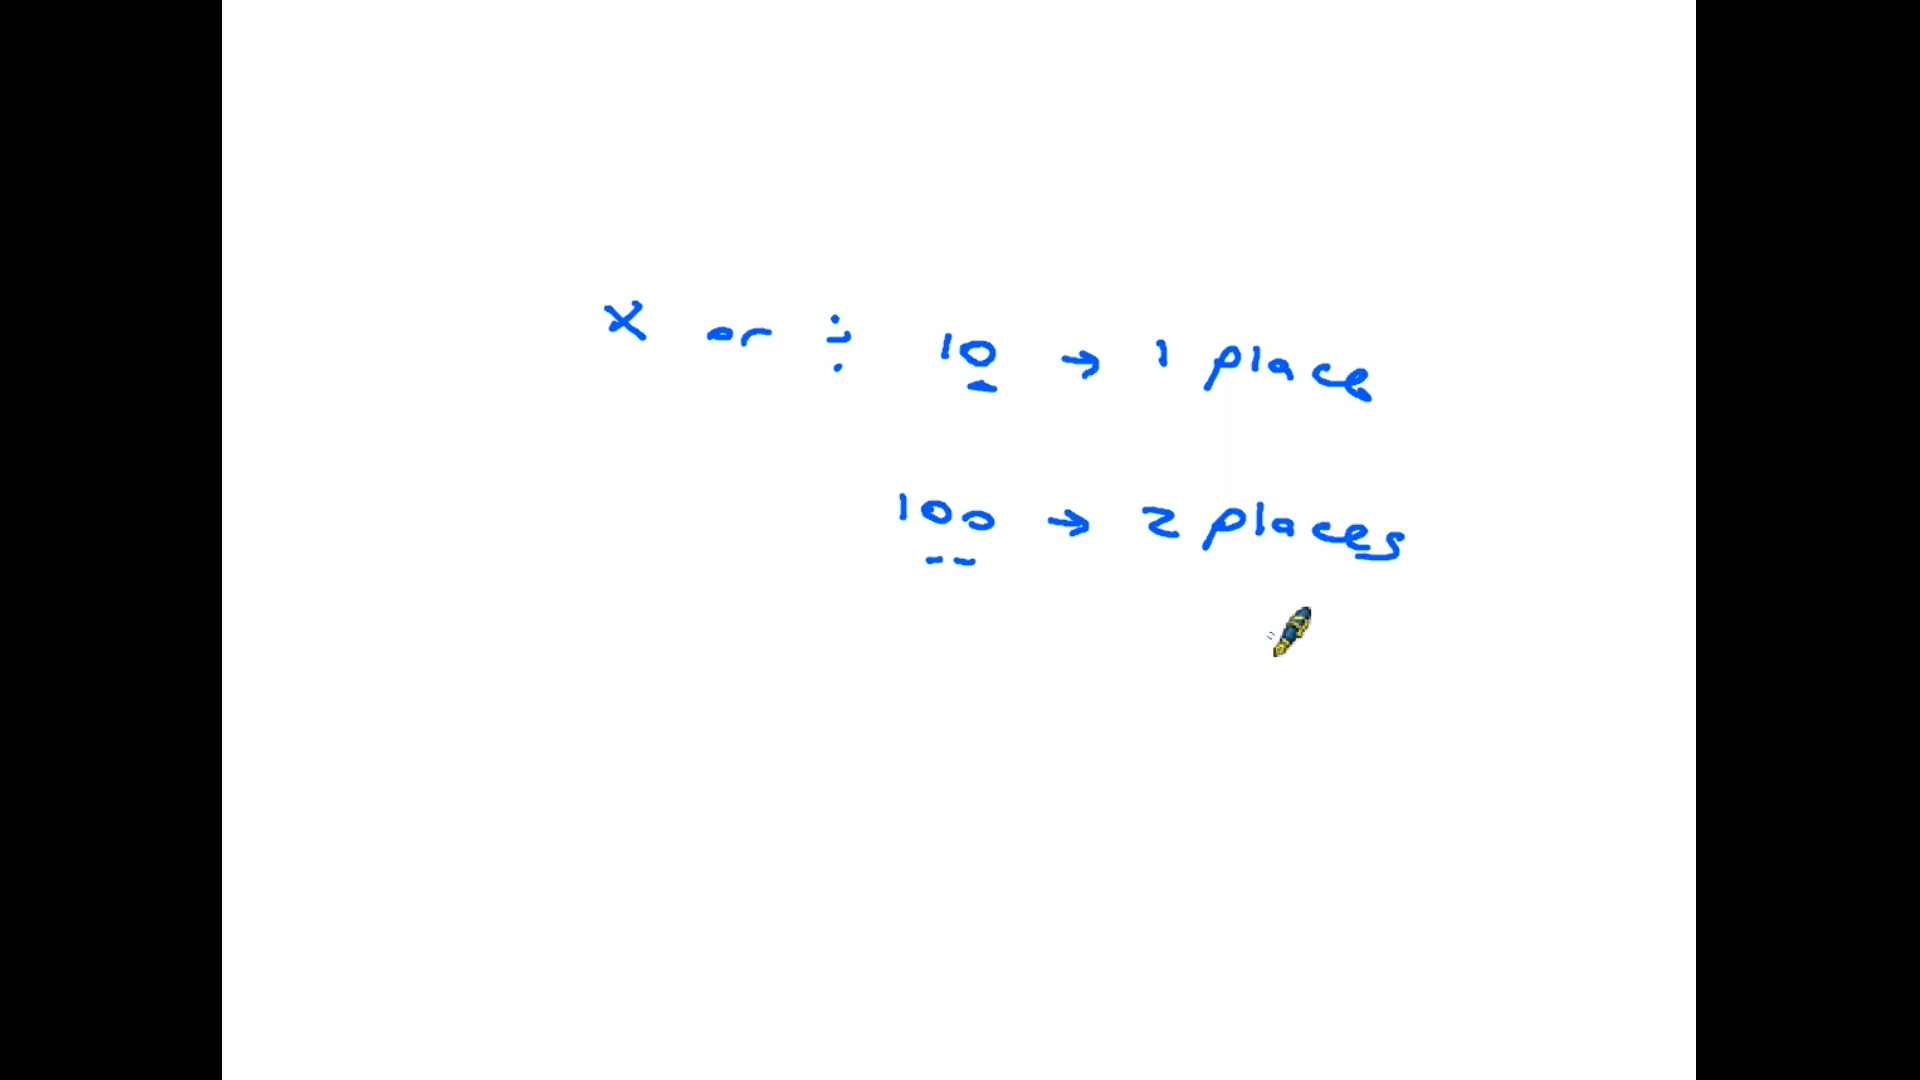 × or ÷ 10 → 1 place
100 → 2 places